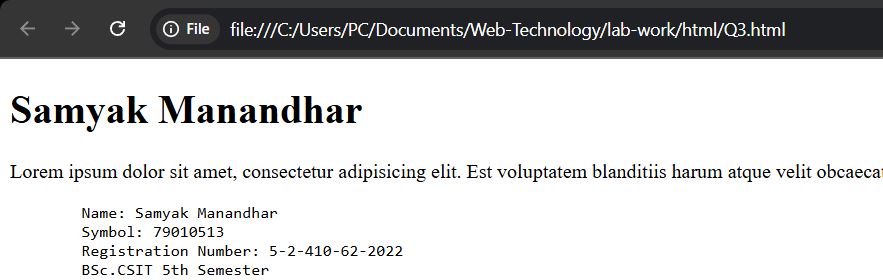 File file:///C:/Users/PC/Documents/Web-Technology/lab-work/html/Q3.html
Samyak Manandhar
Lorem ipsum dolor sit amet, consectetur adipisicing elit. Est voluptatem blanditiis harum atque velit obcaecat
Name: Samyak Manandhar
Symbol: 79010513
Registration Number: 5-2-410-62-2022
BSc.CSIT 5th Semester